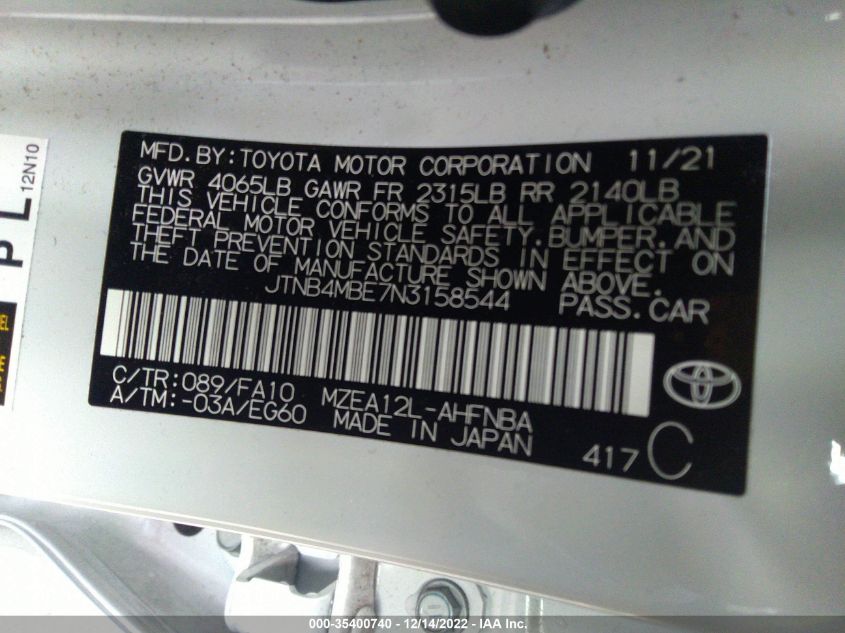 MFD.BY:TOYOTA MOTOR CORPORATION 11/21
GVWR 4065LB GAWR FR 2315LB RR 2140LB
THIS VEHICLE CONFORMS TO ALL APPLICABLE
FEDERAL MOTOR VEHICLE SAFETY.BUMPER.AND
THEFT PREVENTION STANDARDS IN EFFECT ON
THE DATE OF MANUFACTURE SHOWN ABOVE.
JTNB4MBE7N3158544 PASS.CAR
C/TR:089/FA10 MZEA12L-AHFNBA
A/TM:-03A/EG60 MADE IN JAPAN
417 C
PL
12N10
000-35400740 - 12/14/2022 - IAA Inc.